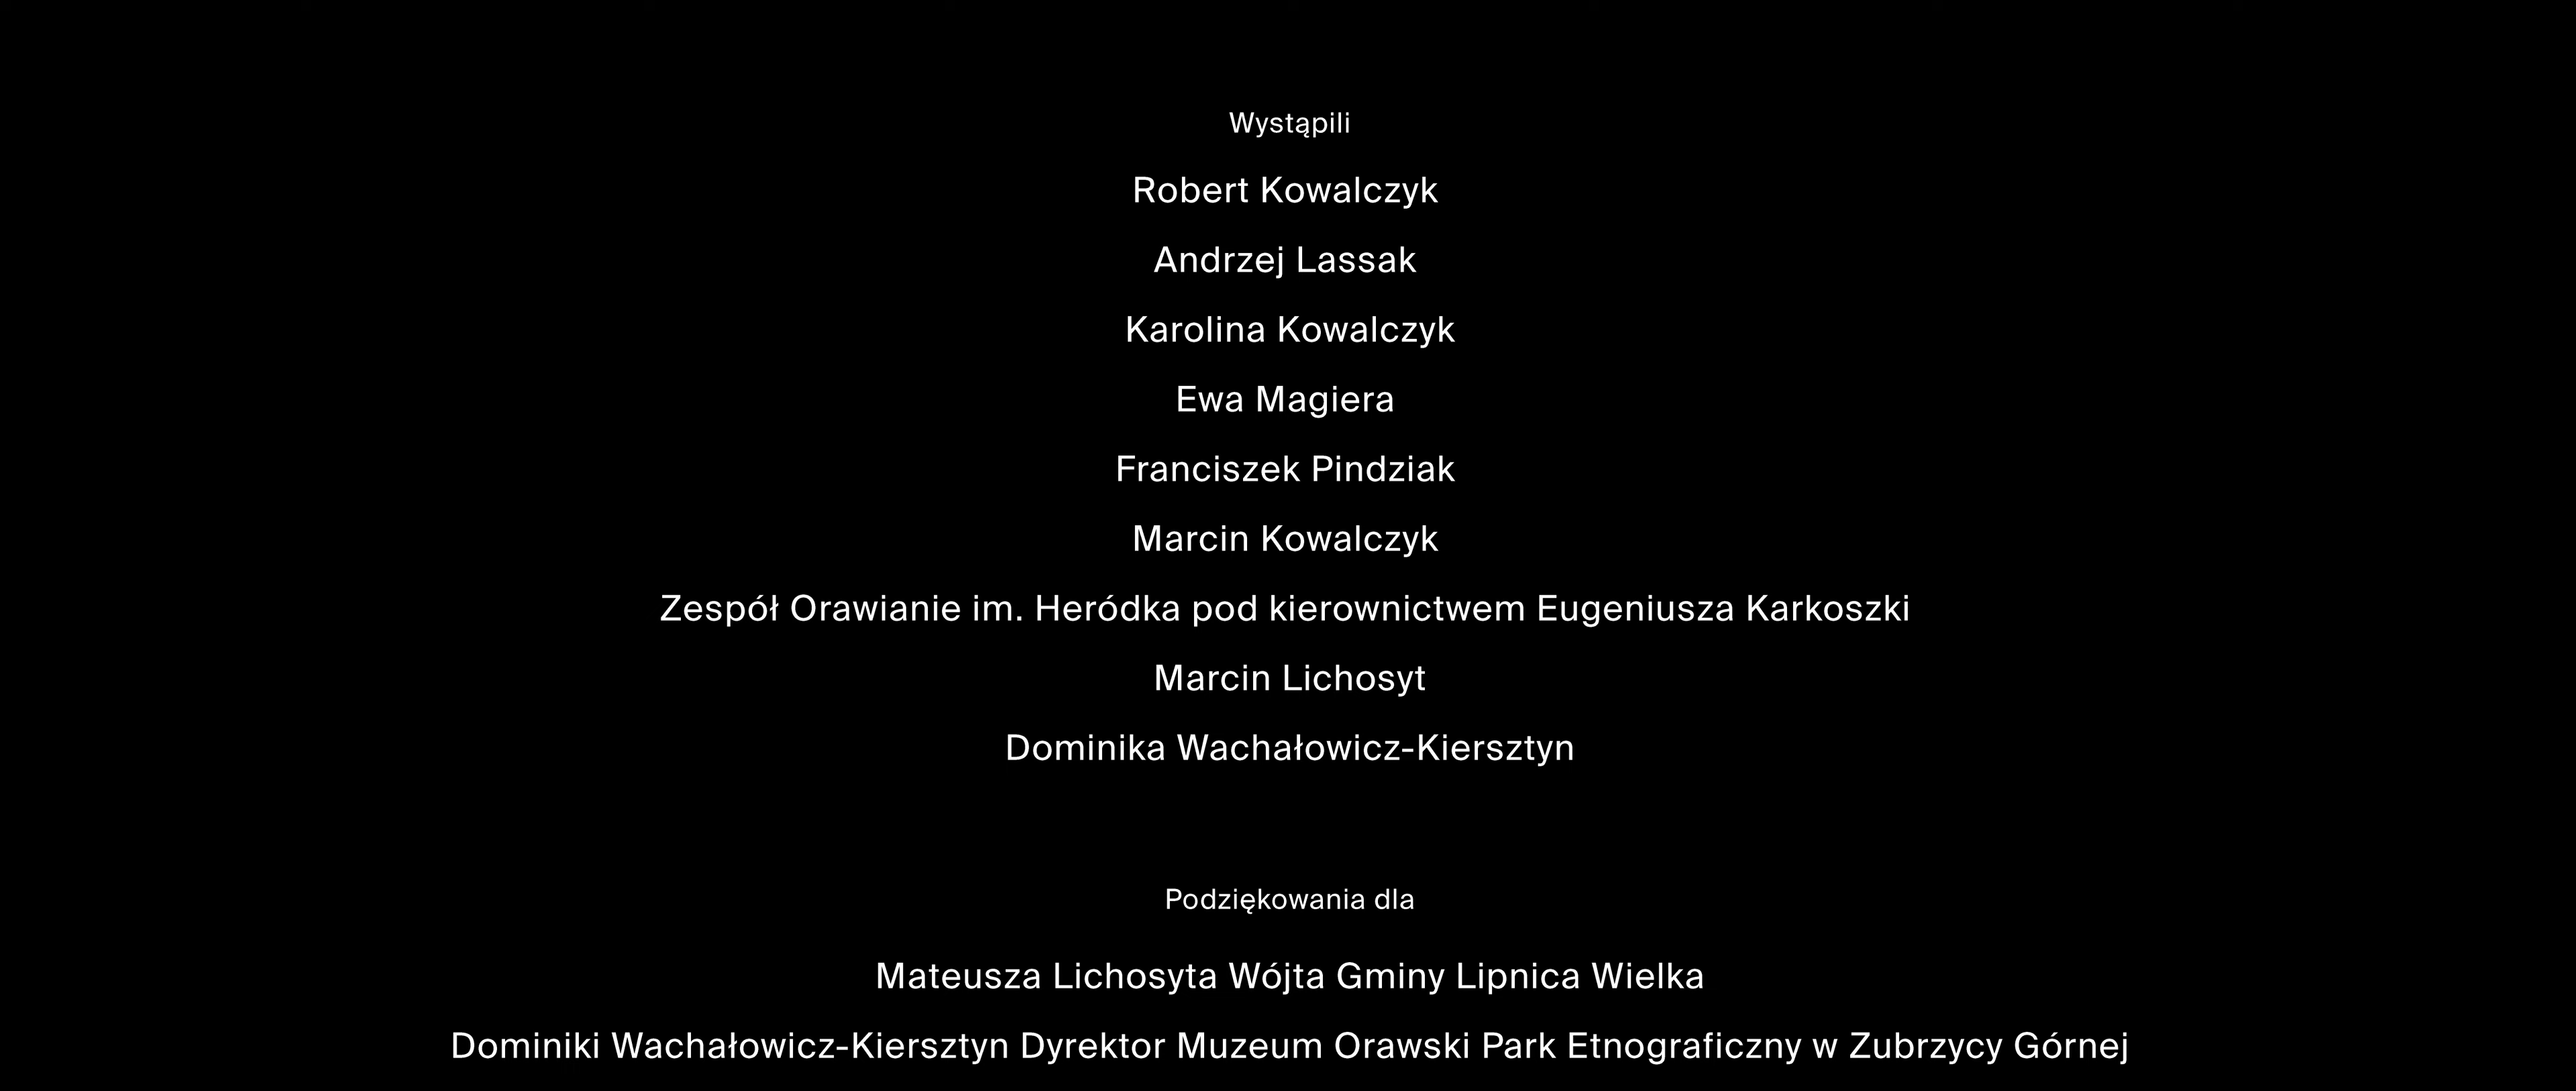 Wystąpili
Robert Kowalczyk
Andrzej Lassak
Karolina Kowalczyk
Ewa Magiera
Franciszek Pindziak
Marcin Kowalczyk
Zespół Orawianie im. Heródka pod kierownictwem Eugeniusza Karkoszki
Marcin Lichosyt
Dominika Wachałowicz-Kiersztyn
Podziękowania dla
Mateusza Lichosyta Wójta Gminy Lipnica Wielka
Dominiki Wachałowicz-Kiersztyn Dyrektor Muzeum Orawski Park Etnograficzny w Zubrzycy Górnej